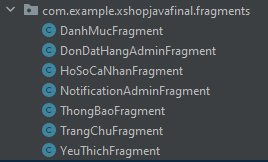 com.example.xshopjavafinal.fragments
DanhMucFragment
DonDatHangAdminFragment
HoSoCaNhanFragment
NotificationAdminFragment
ThongBaoFragment
TrangChuFragment
YeuThichFragment